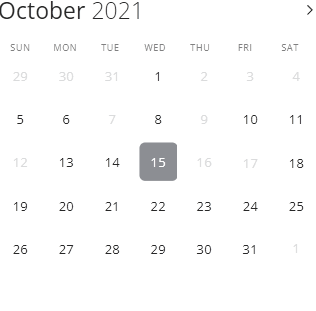 October 2021 >
SUN MON TUE WED THU FRI SAT
29 30 31 1 2 3 4
5 6 7 8 9 10 11
12 13 14 15 16 17 18
19 20 21 22 23 24 25
26 27 28 29 30 31 1